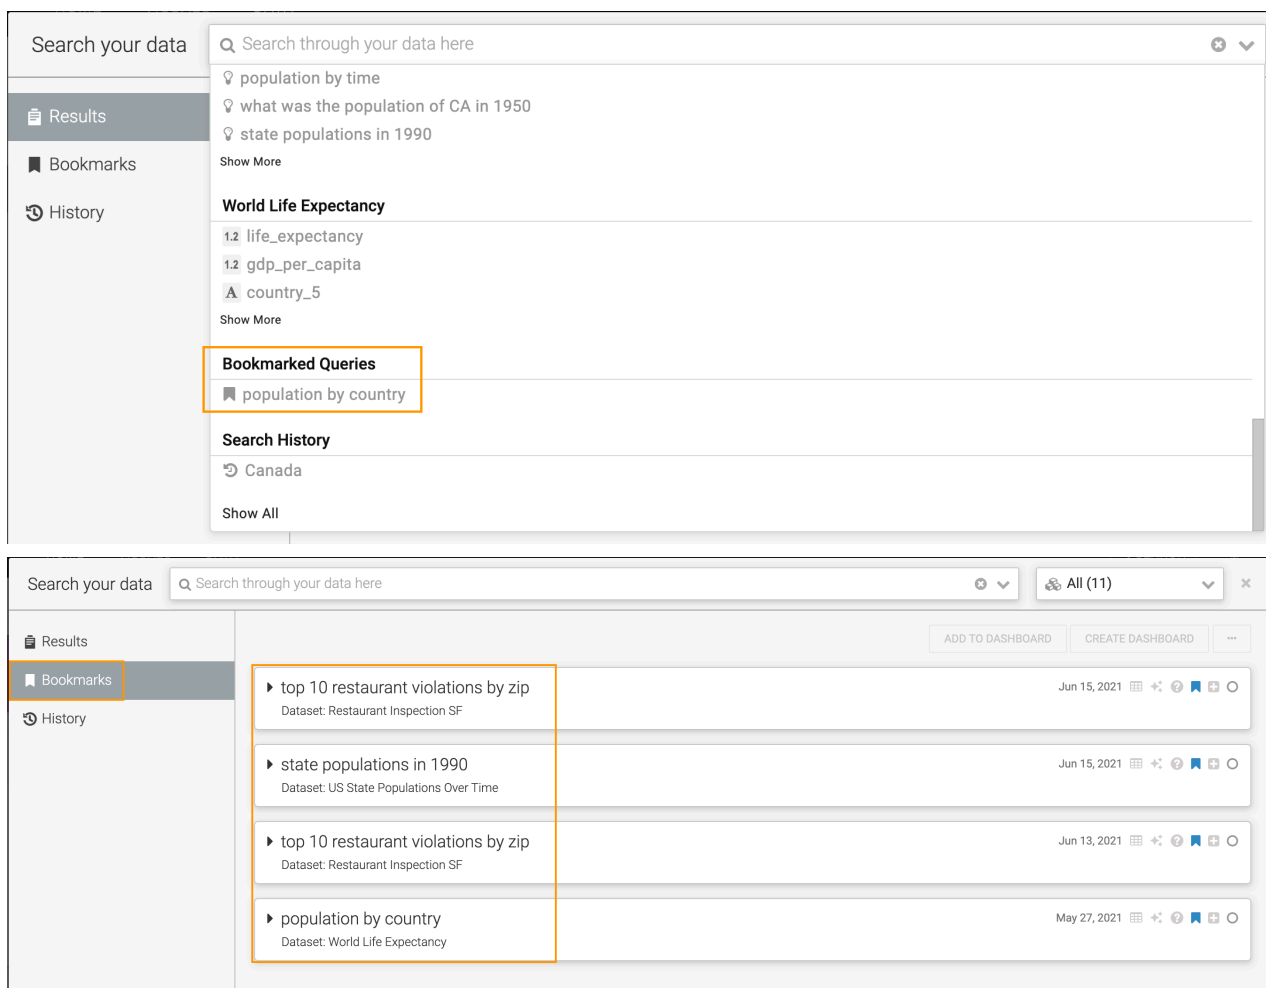 Search your data
Search through your data here
population by time
what was the population of CA in 1950
state populations in 1990
Show More
Results
Bookmarks
History
World Life Expectancy
1.2 life_expectancy
1.2 gdp_per_capita
A country_5
Show More
Bookmarked Queries
population by country
Search History
Canada
Show All
Search your data
Search through your data here
All (11)
Results
Bookmarks
History
ADD TO DASHBOARD
CREATE DASHBOARD
top 10 restaurant violations by zip
Jun 15, 2021
Dataset: Restaurant Inspection SF
state populations in 1990
Jun 15, 2021
Dataset: US State Populations Over Time
top 10 restaurant violations by zip
Jun 13, 2021
Dataset: Restaurant Inspection SF
population by country
May 27, 2021
Dataset: World Life Expectancy